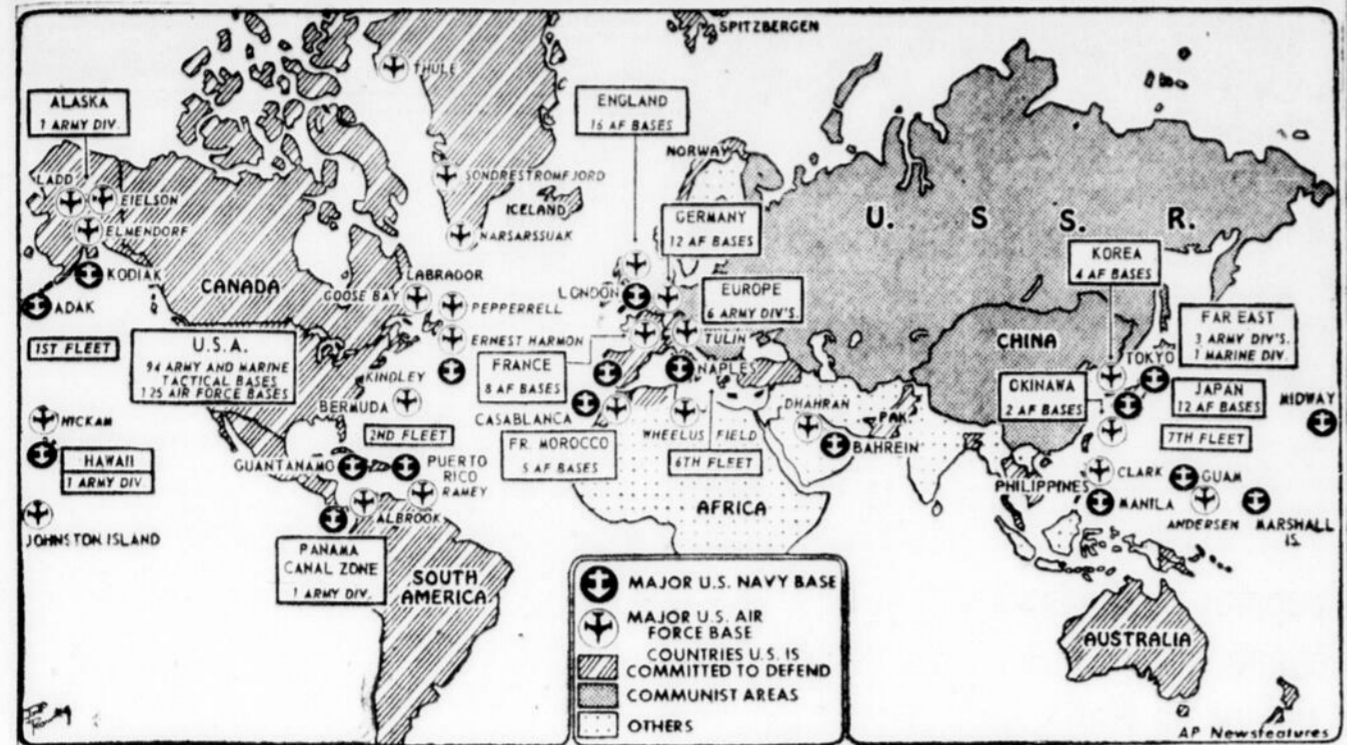 SPITZBERGEN
THULE
ALASKA
1 ARMY DIV.
ENGLAND
16 AF BASES
NORWAY
LADD
EIELSON
ELMENDORF
KODIAK
ADAK
SONDRESTROMFJORD
ICELAND
NARSARSSUAK
GERMANY
12 AF BASES
U. S. S. R.
KOREA
4 AF BASES
CANADA
LABRADOR
GOOSE BAY
PEPPERRELL
ERNEST HARMON
LONDON
EUROPE
6 ARMY DIV'S.
TULIN
NAPLES
CHINA
FAR EAST
3 ARMY DIV'S.
1 MARINE DIV.
TOKYO
1ST FLEET
U.S.A.
94 ARMY AND MARINE
TACTICAL BASES
125 AIR FORCE BASES
KINDLEY
BERMUDA
FRANCE
8 AF BASES
CASABLANCA
FR. MOROCCO
5 AF BASES
WHEELUS FIELD
6TH FLEET
DHAHRAN
PAK.
BAHREIN
OKINAWA
2 AF BASES
JAPAN
12 AF BASES
MIDWAY
7TH FLEET
HICKAM
HAWAII
1 ARMY DIV.
JOHNSTON ISLAND
2ND FLEET
GUANTANAMO
PUERTO
RICO
RAMEY
ALBROOK
PANAMA
CANAL ZONE
1 ARMY DIV.
SOUTH
AMERICA
AFRICA
CLARK
PHILIPPINES
MANILA
GUAM
ANDERSEN
MARSHALL
IS.
AUSTRALIA
MAJOR U.S. NAVY BASE
MAJOR U.S. AIR
FORCE BASE
COUNTRIES U.S. IS
COMMITTED TO DEFEND
COMMUNIST AREAS
OTHERS
AP Newsfeatures